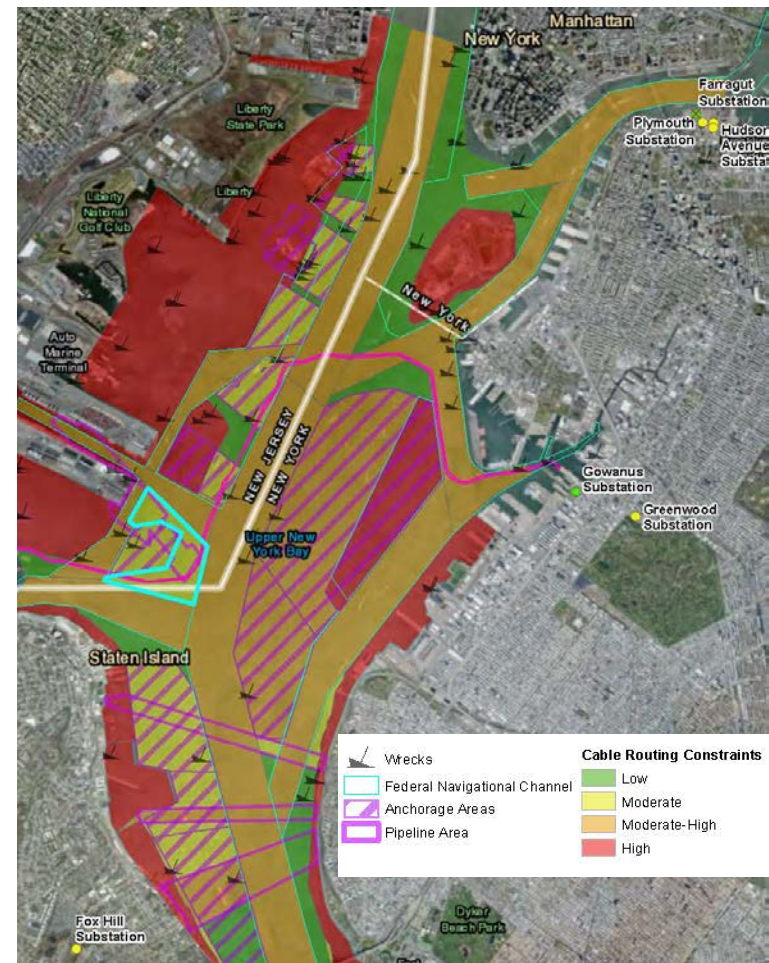 Manhattan
New York
Farragut
Substation
Plymouth
Substation
Hudson
Avenue
Substat
Liberty
State Park
Liberty
Liberty
National
Golf Club
New York
Auto
Marine
Terminal
NEW JERSEY
NEW YORK
Gowanus
Substation
Greenwood
Substation
Upper New
York Bay
Staten Island
Wrecks
Federal Navigational Channel
Anchorage Areas
Pipeline Area
Cable Routing Constraints
Low
Moderate
Moderate-High
High
Fox Hill
Substation
Dyker
Beach Park